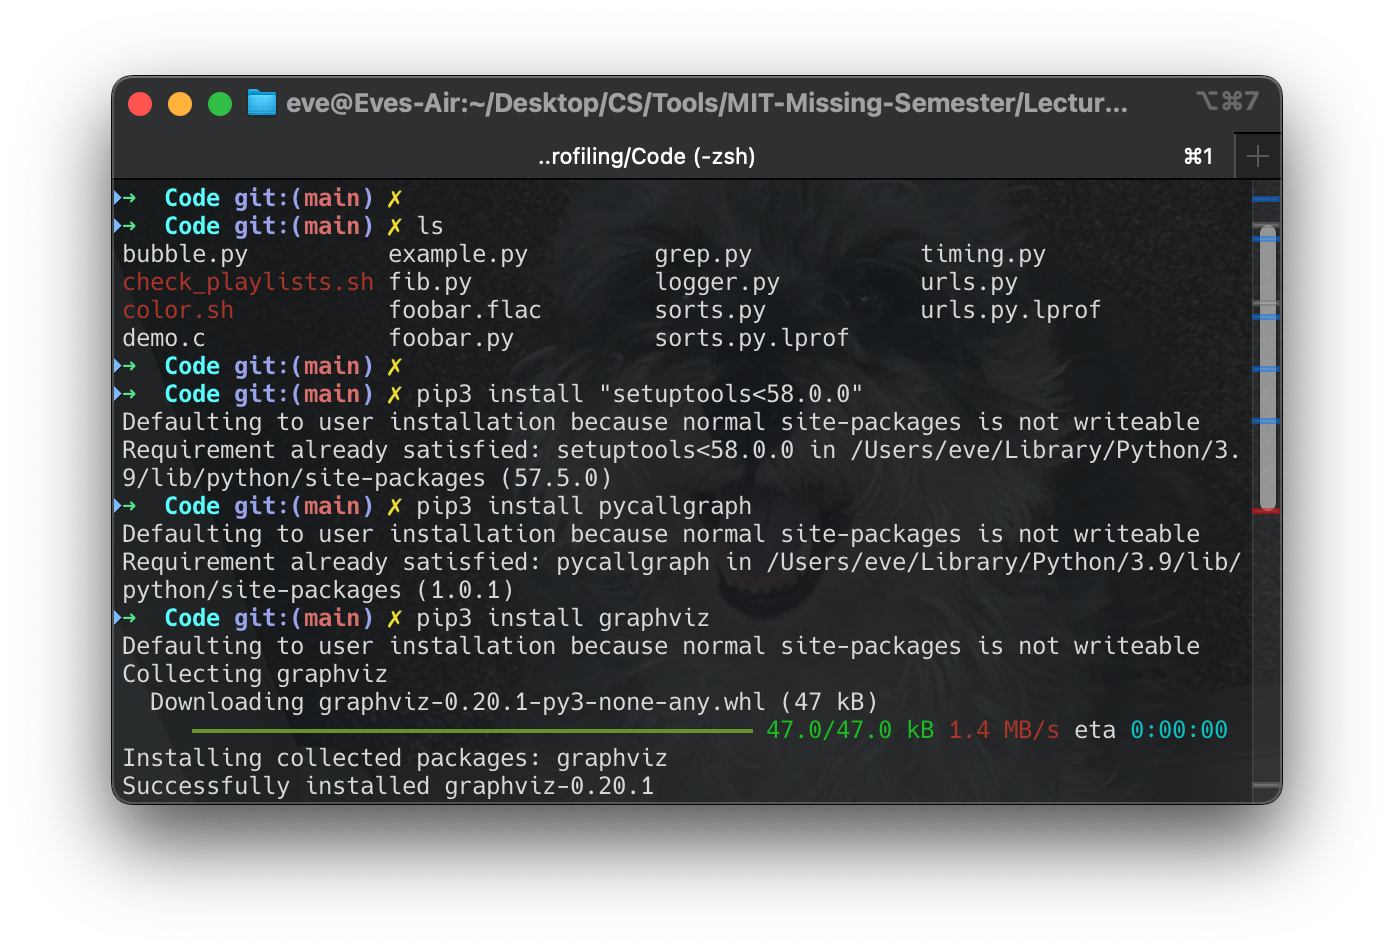 eve@Eves-Air:~/Desktop/CS/Tools/MIT-Missing-Semester/Lectur... ⌥⌘7
..rofiling/Code (-zsh) ⌘1 +
→ Code git:(main) ✗
→ Code git:(main) ✗ ls
bubble.py example.py grep.py timing.py
check_playlists.sh fib.py logger.py urls.py
color.sh foobar.flac sorts.py urls.py.lprof
demo.c foobar.py sorts.py.lprof
→ Code git:(main) ✗
→ Code git:(main) ✗ pip3 install "setuptools<58.0.0"
Defaulting to user installation because normal site-packages is not writeable
Requirement already satisfied: setuptools<58.0.0 in /Users/eve/Library/Python/3.
9/lib/python/site-packages (57.5.0)
→ Code git:(main) ✗ pip3 install pycallgraph
Defaulting to user installation because normal site-packages is not writeable
Requirement already satisfied: pycallgraph in /Users/eve/Library/Python/3.9/lib/
python/site-packages (1.0.1)
→ Code git:(main) ✗ pip3 install graphviz
Defaulting to user installation because normal site-packages is not writeable
Collecting graphviz
  Downloading graphviz-0.20.1-py3-none-any.whl (47 kB)
47.0/47.0 kB 1.4 MB/s eta 0:00:00
Installing collected packages: graphviz
Successfully installed graphviz-0.20.1